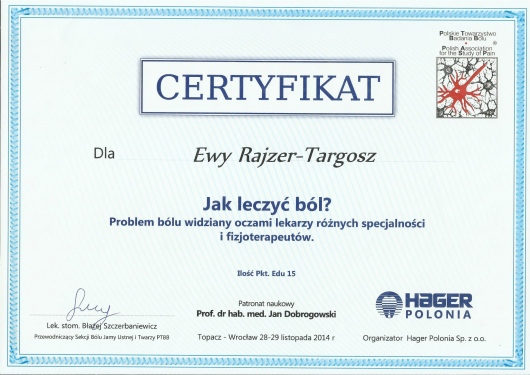 Polskie Towarzystwo
Badania Bólu
Polish Association
for the Study of Pain
®
CERTYFIKAT
Dla Ewy Rajzer-Targosz
Jak leczyć ból?
Problem bólu widziany oczami lekarzy różnych specjalności
i fizjoterapeutów.
Ilość Pkt. Edu 15
Patronat naukowy
Prof. dr hab. med. Jan Dobrogowski
HAGER
POLONIA
Lek. stom. Błażej Szczerbaniewicz
Przewodniczący Sekcji Bólu Jamy Ustnej i Twarzy PTBB
Topacz - Wrocław 28-29 listopada 2014 r
Organizator Hager Polonia Sp. z o.o.